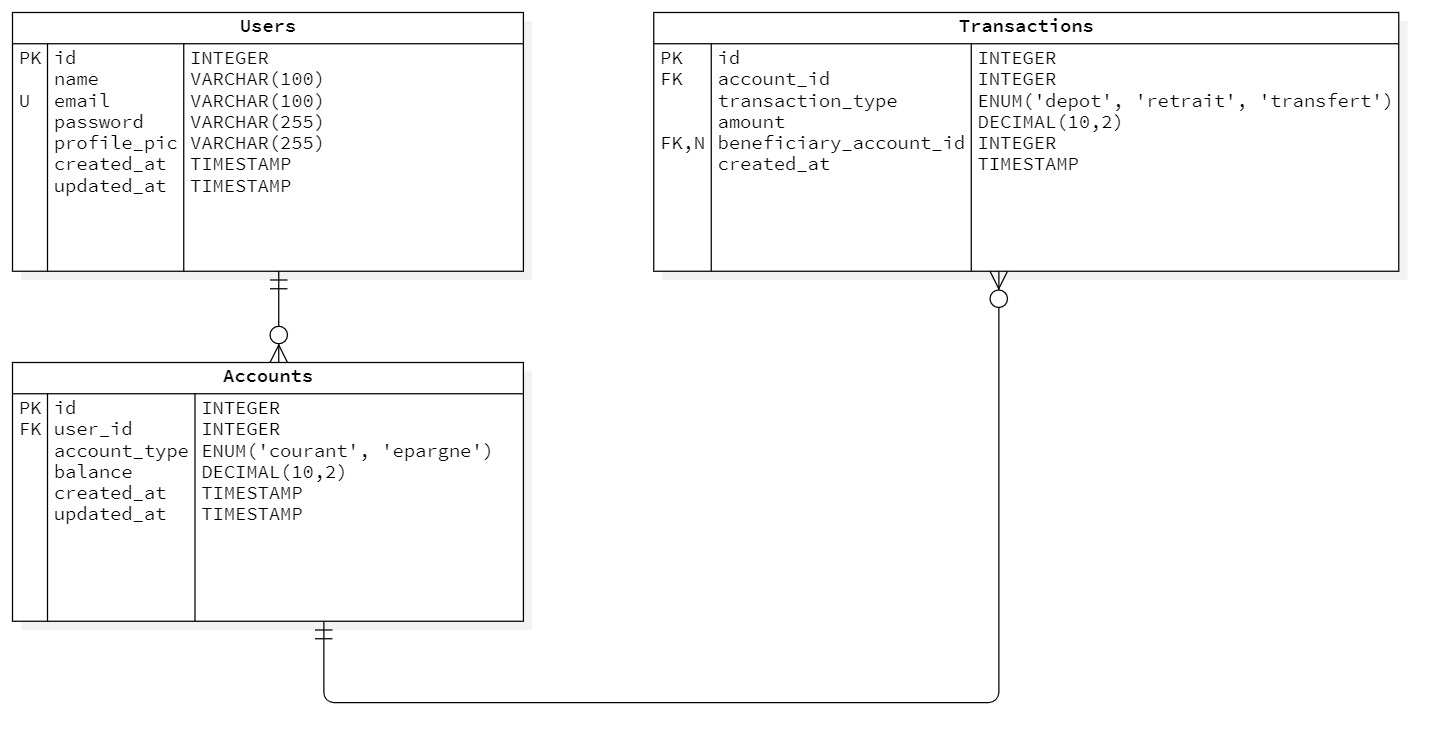 Users
PK id INTEGER
name VARCHAR(100)
U email VARCHAR(100)
password VARCHAR(255)
profile_pic VARCHAR(255)
created_at TIMESTAMP
updated_at TIMESTAMP
Transactions
PK id INTEGER
FK account_id INTEGER
transaction_type ENUM('depot', 'retrait', 'transfert')
amount DECIMAL(10,2)
FK,N beneficiary_account_id INTEGER
created_at TIMESTAMP
Accounts
PK id INTEGER
FK user_id INTEGER
account_type ENUM('courant', 'epargne')
balance DECIMAL(10,2)
created_at TIMESTAMP
updated_at TIMESTAMP